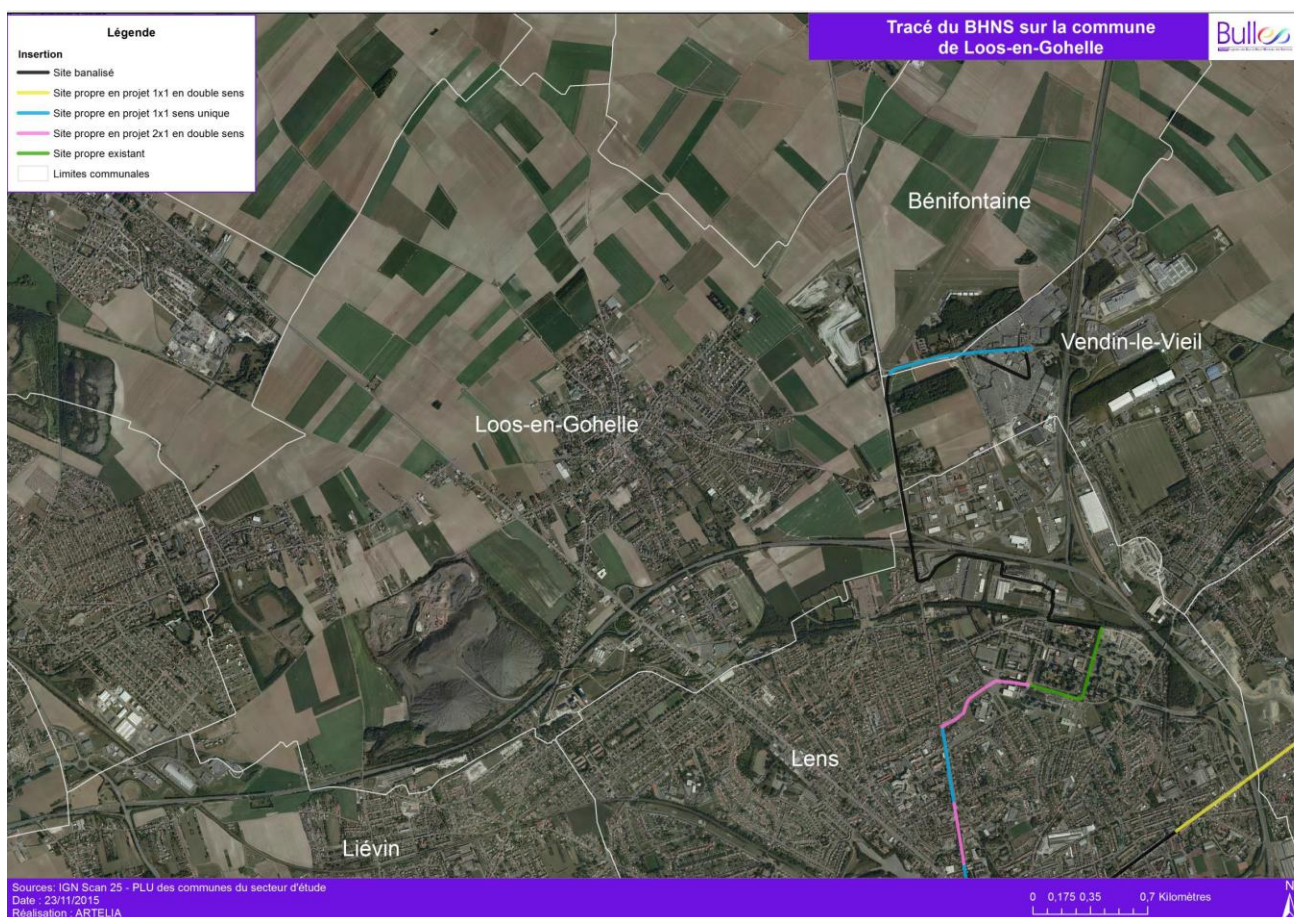 Légende
Insertion
Site banalisé
Site propre en projet 1x1 en double sens
Site propre en projet 1x1 sens unique
Site propre en projet 2x1 en double sens
Site propre existant
Limites communales
Tracé du BHNS sur la commune
de Loos-en-Gohelle
Bulles
Bénifontaine
Vendin-le-Vieil
Loos-en-Gohelle
Lens
Liévin
Sources: IGN Scan 25 - PLU des communes du secteur d'étude
Date : 23/11/2015
Réalisation : ARTELIA
0 0,175 0,35 0,7 Kilomètres
N